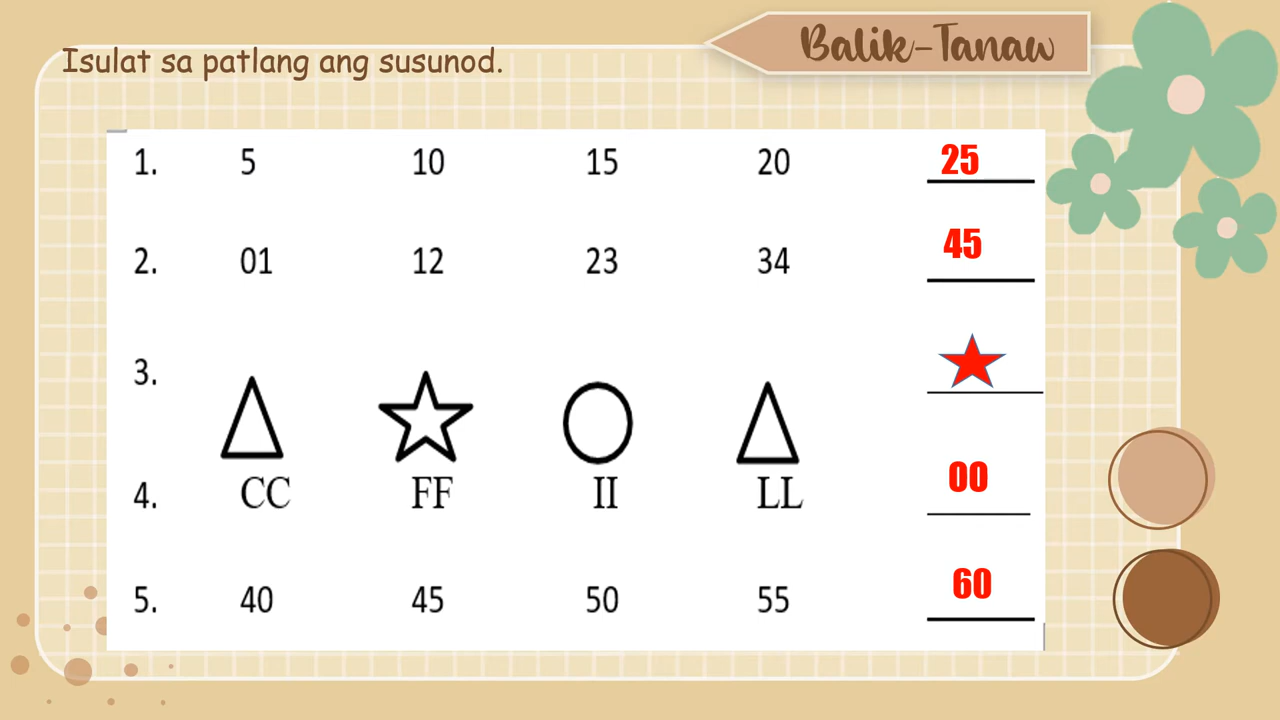 Balik-Tanaw
Isulat sa patlang ang susunod.
1. 5 10 15 20 25
2. 01 12 23 34 45
3.
4. CC FF II LL OO
5. 40 45 50 55 60